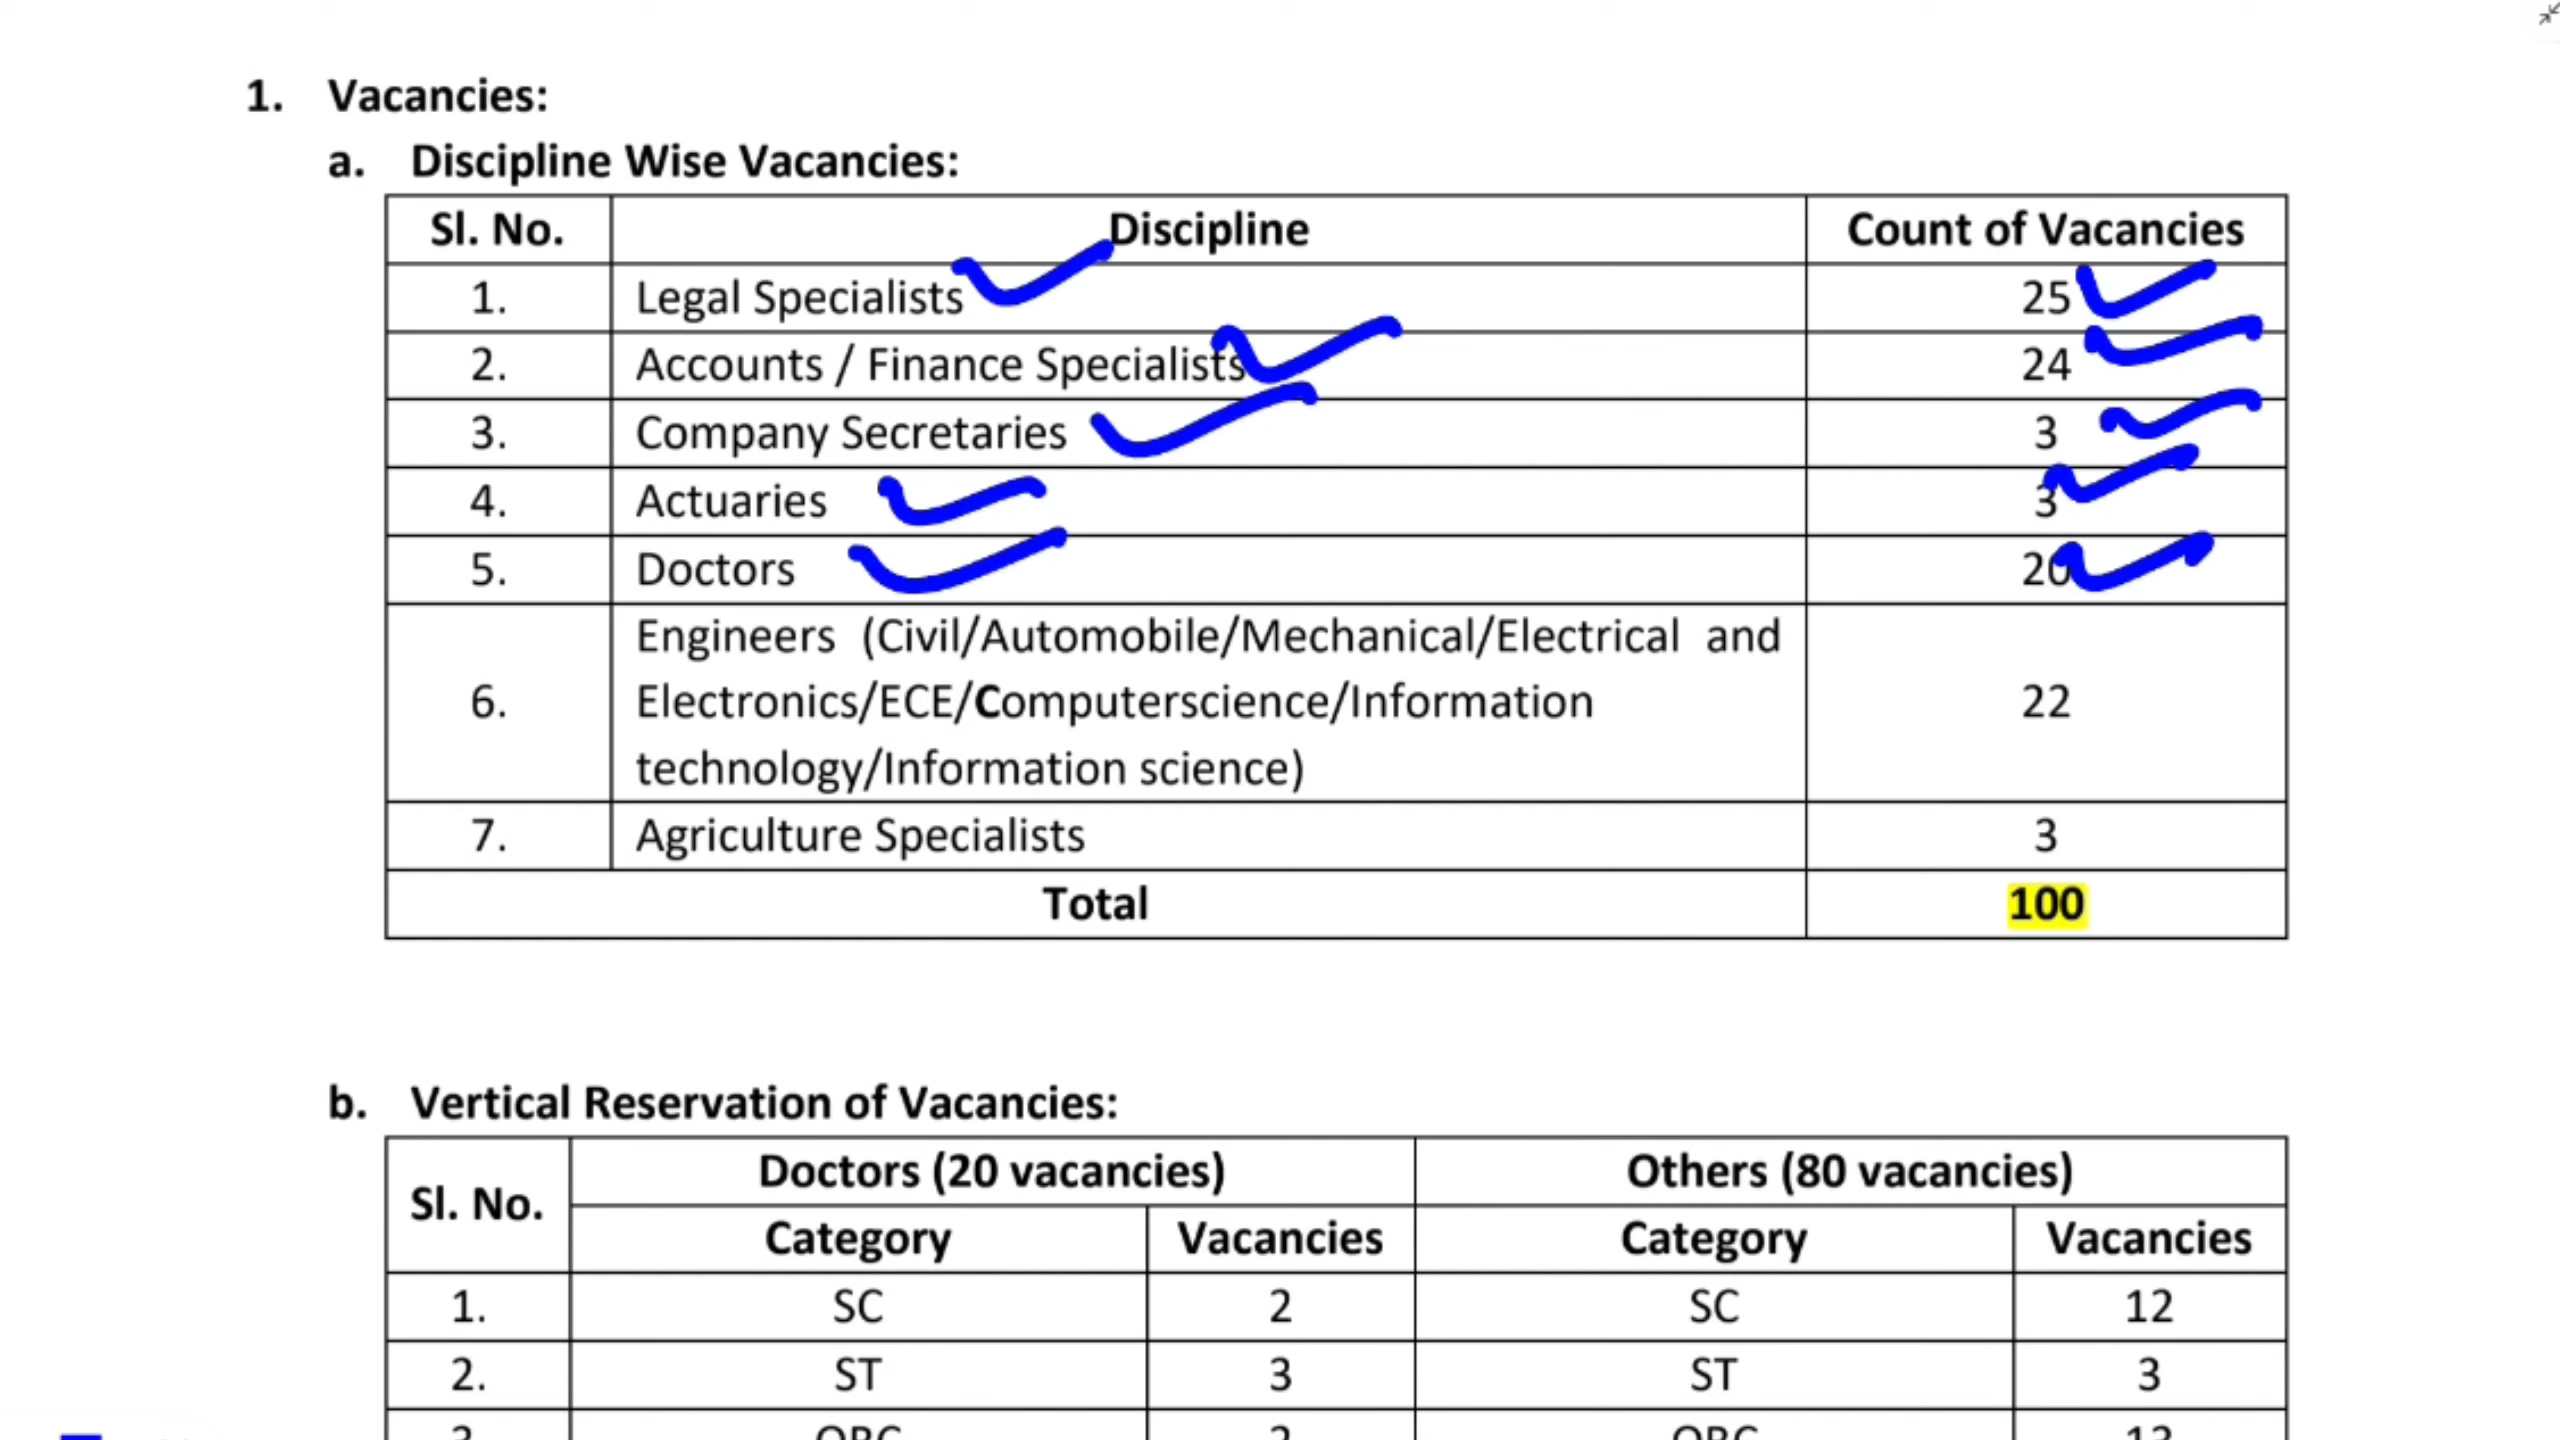 1. Vacancies:
a. Discipline Wise Vacancies:
Sl. No. Discipline Count of Vacancies
1. Legal Specialists 25
2. Accounts / Finance Specialists 24
3. Company Secretaries 3
4. Actuaries 3
5. Doctors 20
6. Engineers (Civil/Automobile/Mechanical/Electrical and
Electronics/ECE/Computerscience/Information 22
technology/Information science)
7. Agriculture Specialists 3
Total 100
b. Vertical Reservation of Vacancies:
Sl. No. Doctors (20 vacancies) Others (80 vacancies)
Category Vacancies Category Vacancies
1. SC 2 SC 12
2. ST 3 ST 3